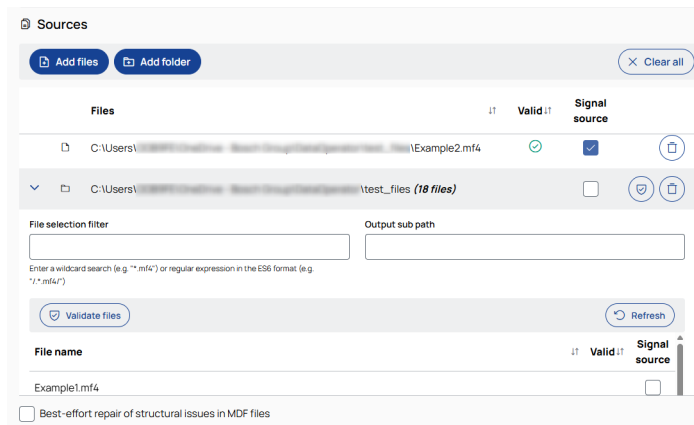 Sources
Add files Add folder Clear all
Files Valid Signal source
C:\Users\ \Example2.mf4
C:\Users\ \test_files (18 files)
File selection filter Output sub path
Enter a wildcard search (e.g. "*.mf4") or regular expression in the ES6 format (e.g.
"/.*.mf4/")
Validate files Refresh
File name Valid Signal source
Example1.mf4
Best-effort repair of structural issues in MDF files